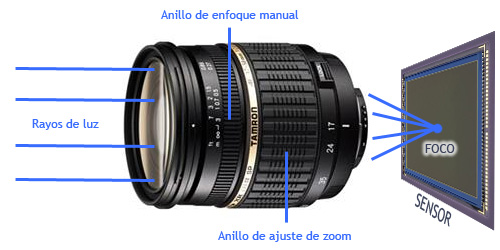 Anillo de enfoque manual
Rayos de luz
TAMRON
17
24
35
FOCO
SENSOR
Anillo de ajuste de zoom